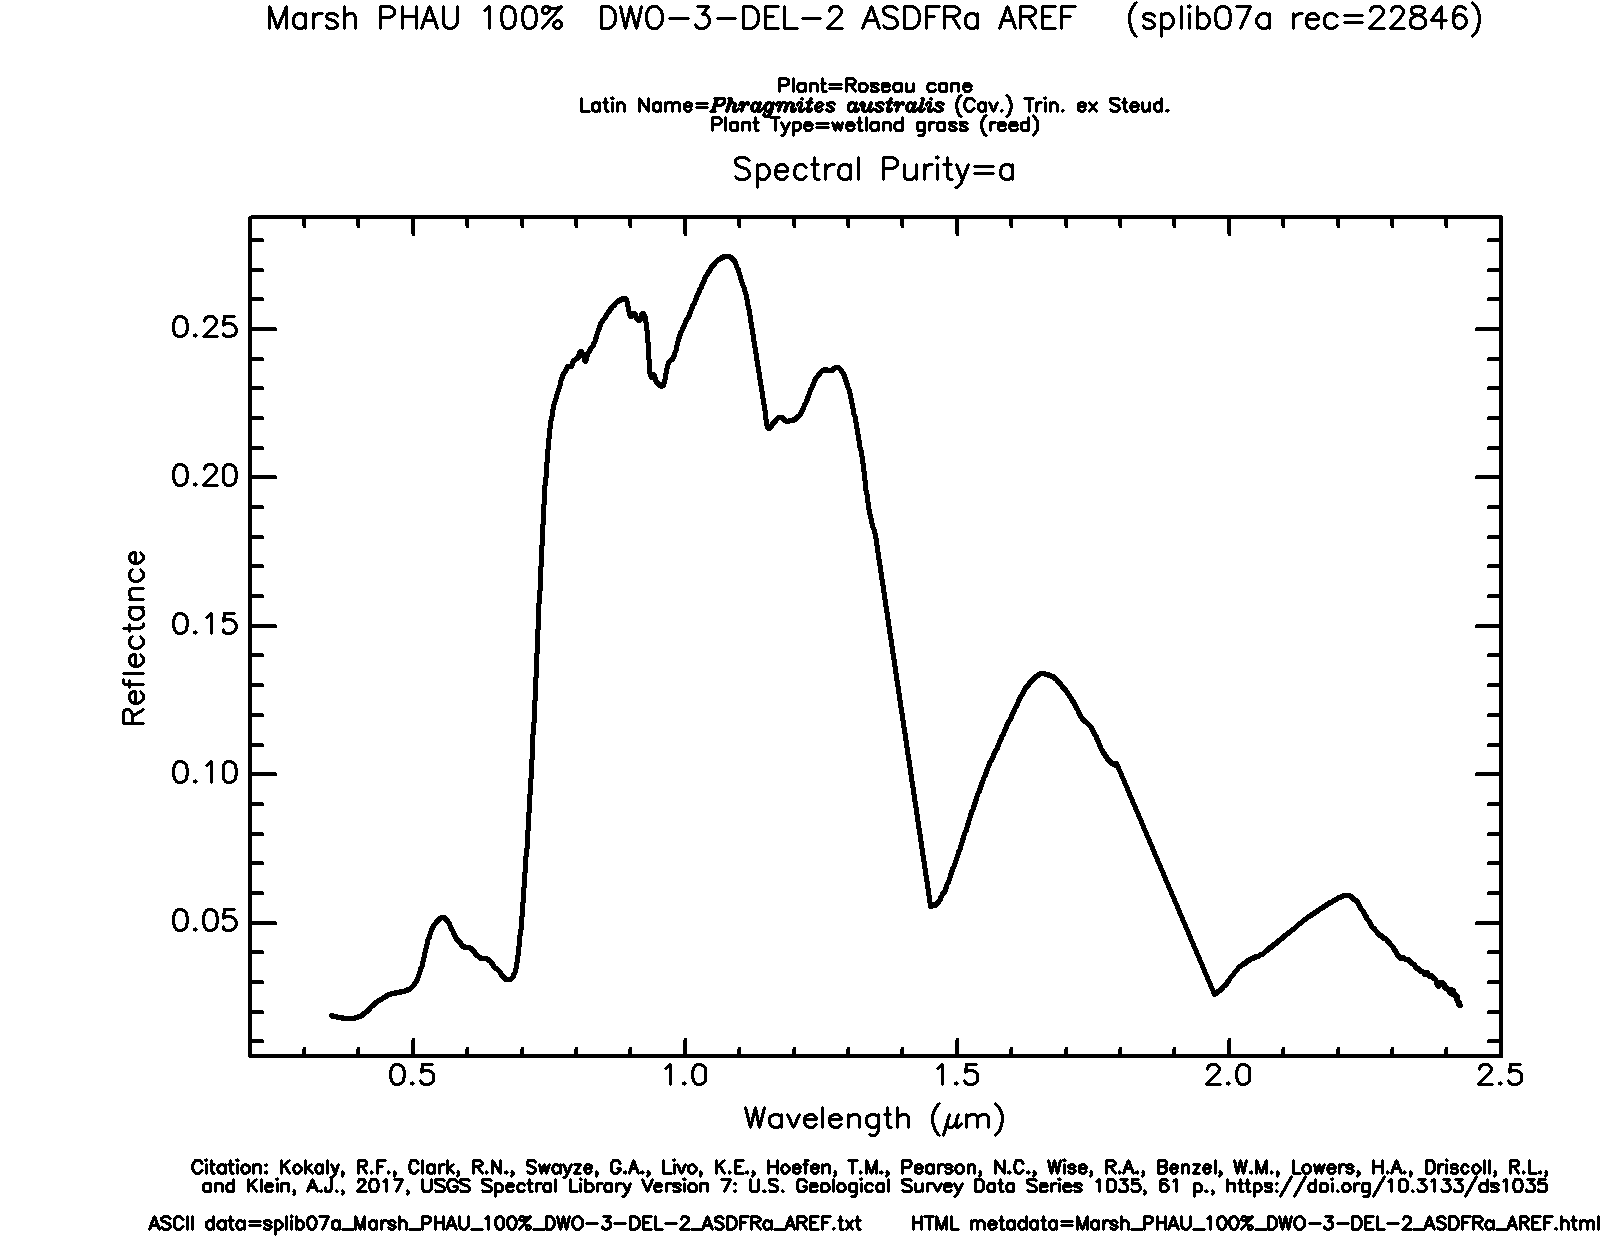 Marsh PHAU 100% DWO-3-DEL-2 ASDFRa AREF (splib07a rec=22846)
Plant=Roseau cane
Latin Name=Phragmites australis (Cav.) Trin. ex Steud.
Plant Type=wetland grass (reed)
Spectral Purity=a
0.25
0.20
0.15
0.10
0.05
Reflectance
0.5 1.0 1.5 2.0 2.5
Wavelength (μm)
Citation: Kokaly, R.F., Clark, R.N., Swayze, G.A., Livo, K.E., Hoefen, T.M., Pearson, N.C., Wise, R.A., Benzel, W.M., Lowers, H.A., Driscoll, R.L.,
and Klein, A.J., 2017, USGS Spectral Library Version 7: U.S. Geological Survey Data Series 1035, 61 p., https://doi.org/10.3133/ds1035
ASCII data=splib07a_Marsh_PHAU_100%_DWO-3-DEL-2_ASDFRa_AREF.txt HTML metadata=Marsh_PHAU_100%_DWO-3-DEL-2_ASDFRa_AREF.html